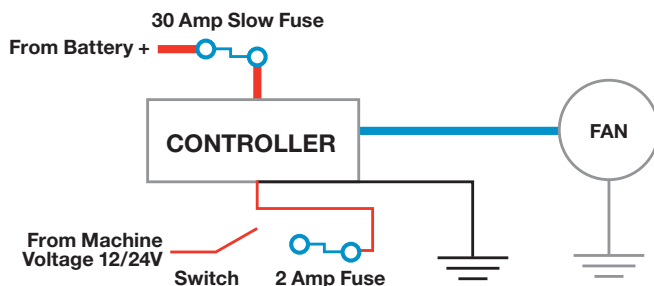 30 Amp Slow Fuse
From Battery +
CONTROLLER
FAN
From Machine
Voltage 12/24V
Switch
2 Amp Fuse